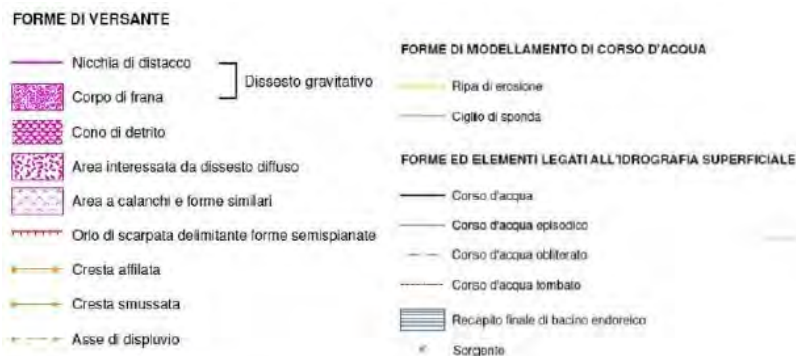 FORME DI VERSANTE
Nicchia di distacco
Corpo di frana
Dissesto gravitativo
Cono di detrito
Area interessata da dissesto diffuso
Area a calanchi e forme similari
Orlo di scarpata delimitante forme semispianate
Cresta affilata
Cresta smussata
Asse di displuvio
FORME DI MODELLAMENTO DI CORSO D'ACQUA
Ripa di erosione
Ciglio di sponda
FORME ED ELEMENTI LEGATI ALL'IDROGRAFIA SUPERFICIALE
Corso d'acqua
Corso d'acqua episodico
Corso d'acqua obliterato
Corso d'acqua tombato
Recapito finale di bacino endoreico
Sorgente